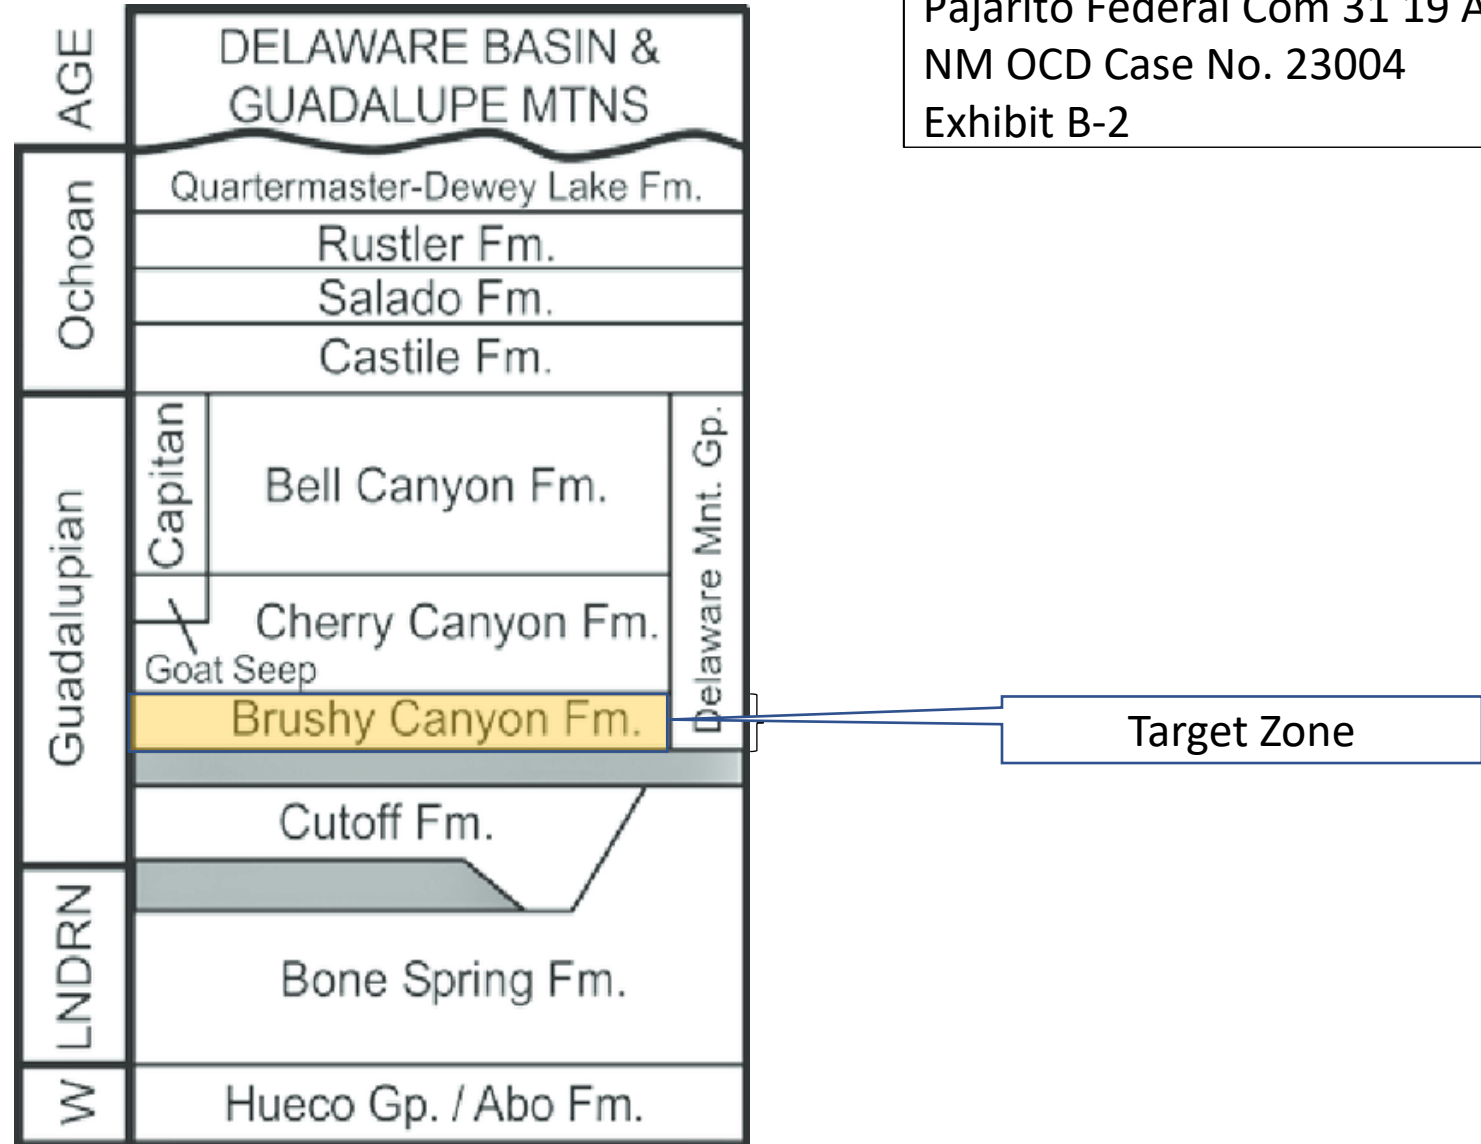 Pajarito Federal Com 31 19 A
NM OCD Case No. 23004
Exhibit B-2
AGE
DELAWARE BASIN &
GUADALUPE MTNS
Ochoan
Quartermaster-Dewey Lake Fm.
Rustler Fm.
Salado Fm.
Castile Fm.
Guadalupian
Capitan
Bell Canyon Fm.
Delaware Mnt. Gp.
Cherry Canyon Fm.
Goat Seep
Brushy Canyon Fm.
Target Zone
Cutoff Fm.
LNDRN
Bone Spring Fm.
W
Hueco Gp. / Abo Fm.